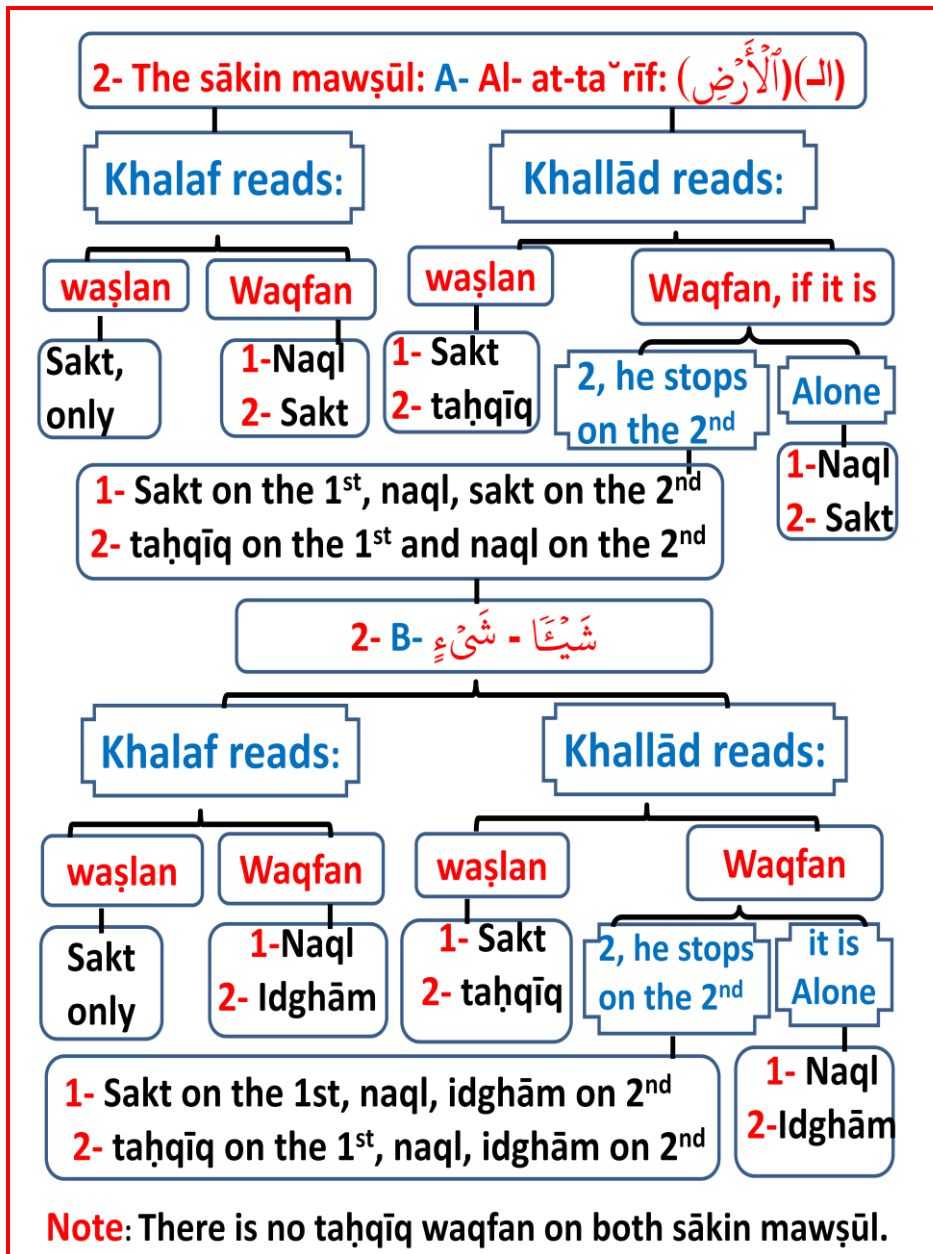 2- The sākin mawṣūl: A- Al- at-ta˘rīf: (ٱلْأَرْضِ)(الـ)
Khalaf reads:
Khallād reads:
waṣlan
Waqfan
waṣlan
Waqfan, if it is
Sakt,
only
1-Naql
2- Sakt
1- Sakt
2- taḥqīq
2, he stops
on the 2nd
Alone
1-Naql
2- Sakt
1- Sakt on the 1st, naql, sakt on the 2nd
2- taḥqīq on the 1st and naql on the 2nd
2- B- شَىْءٍ - شَيْـًٔا
Khalaf reads:
Khallād reads:
waṣlan
Waqfan
waṣlan
Waqfan
Sakt
only
1-Naql
2- Idghām
1- Sakt
2- taḥqīq
2, he stops
on the 2nd
it is
Alone
1- Naql
2-Idghām
1- Sakt on the 1st, naql, idghām on 2nd
2- taḥqīq on the 1st, naql, idghām on 2nd
Note: There is no taḥqīq waqfan on both sākin mawṣūl.